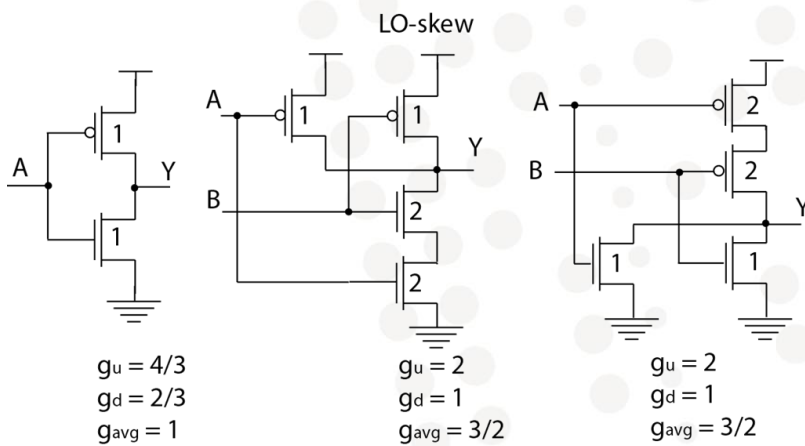 LO-skew
A
1
1
Y
gu = 4/3
gd = 2/3
gavg = 1
A
B
1
1
Y
2
2
gu = 2
gd = 1
gavg = 3/2
A
B
2
2
Y
1
1
gu = 2
gd = 1
gavg = 3/2